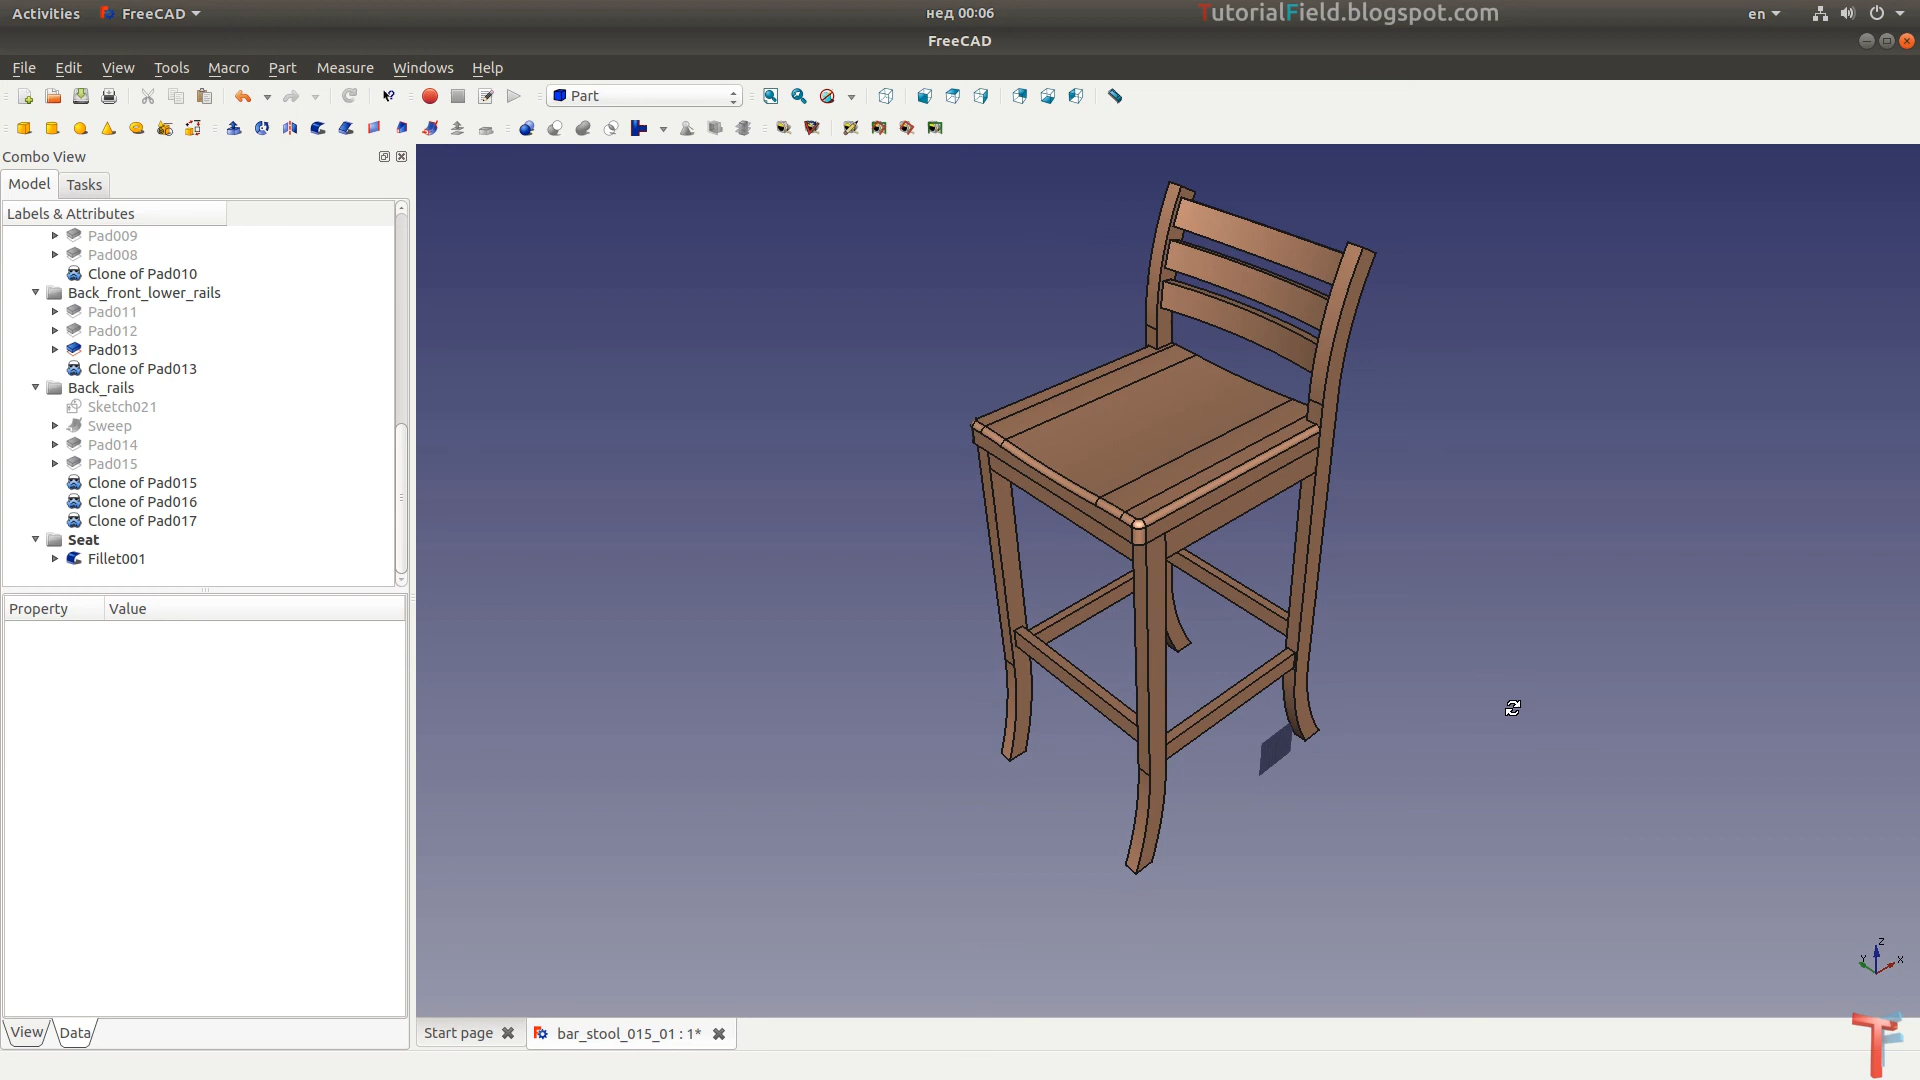 Activities FreeCAD нед 00:06 TutorialField.blogspot.com en
FreeCAD
File Edit View Tools Macro Part Measure Windows Help
Part
Combo View
Model Tasks
Labels & Attributes
Pad009
Pad008
Clone of Pad010
Back_front_lower_rails
Pad011
Pad012
Pad013
Clone of Pad013
Back_rails
Sketch021
Sweep
Pad014
Pad015
Clone of Pad015
Clone of Pad016
Clone of Pad017
Seat
Fillet001
Property Value
Z
Y X
View Data
Start page bar_stool_015_01 : 1*
TF